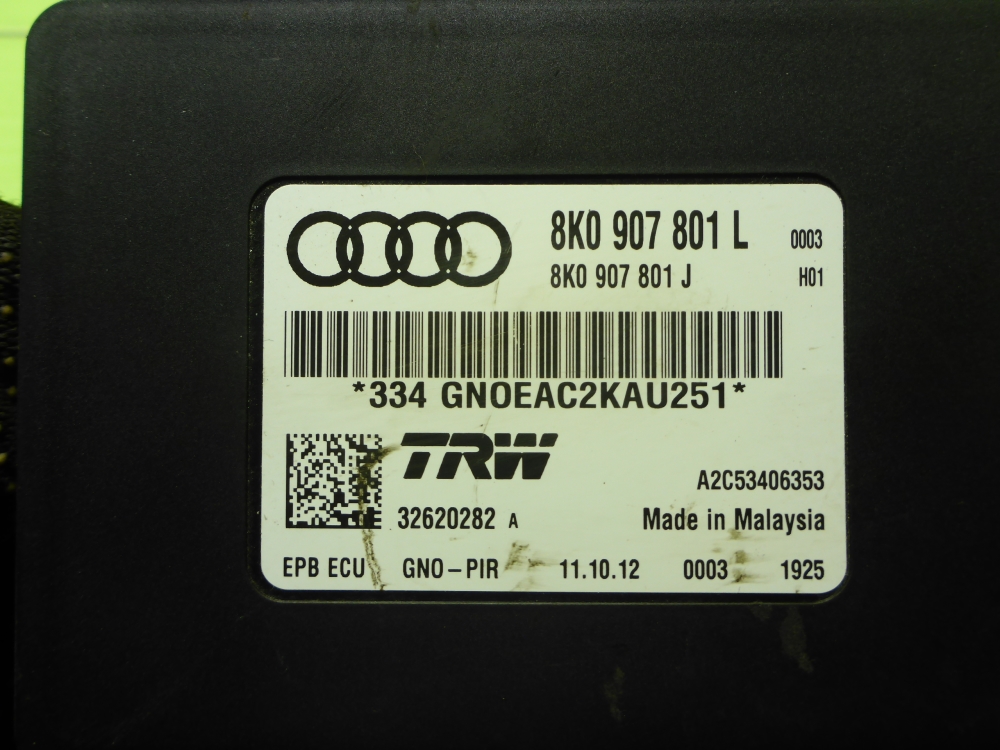 8K0 907 801 L 0003
8K0 907 801 J H01
*334 GNOEAC2KAU251*
TRW
A2C53406353
32620282 A Made in Malaysia
EPB ECU GNO-PIR 11.10.12 0003 1925